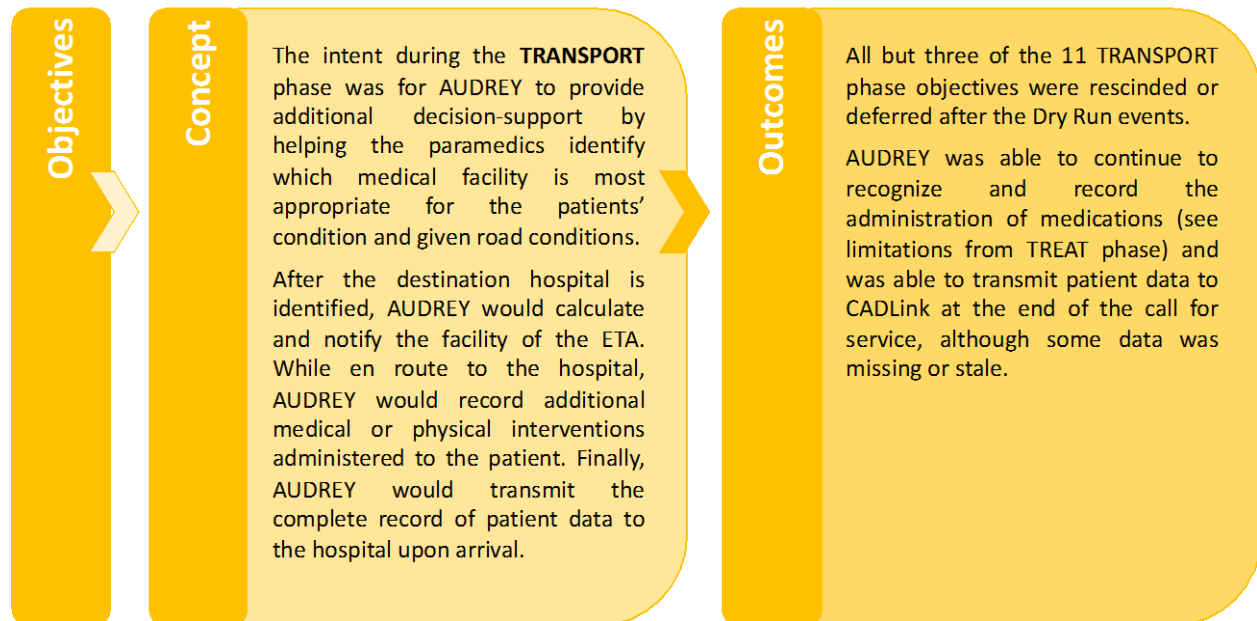 Objectives
Concept
The intent during the TRANSPORT
phase was for AUDREY to provide
additional decision-support by
helping the paramedics identify
which medical facility is most
appropriate for the patients’
condition and given road conditions.
After the destination hospital is
identified, AUDREY would calculate
and notify the facility of the ETA.
While en route to the hospital,
AUDREY would record additional
medical or physical interventions
administered to the patient. Finally,
AUDREY would transmit the
complete record of patient data to
the hospital upon arrival.
Outcomes
All but three of the 11 TRANSPORT
phase objectives were rescinded or
deferred after the Dry Run events.
AUDREY was able to continue to
recognize and record the
administration of medications (see
limitations from TREAT phase) and
was able to transmit patient data to
CADLink at the end of the call for
service, although some data was
missing or stale.